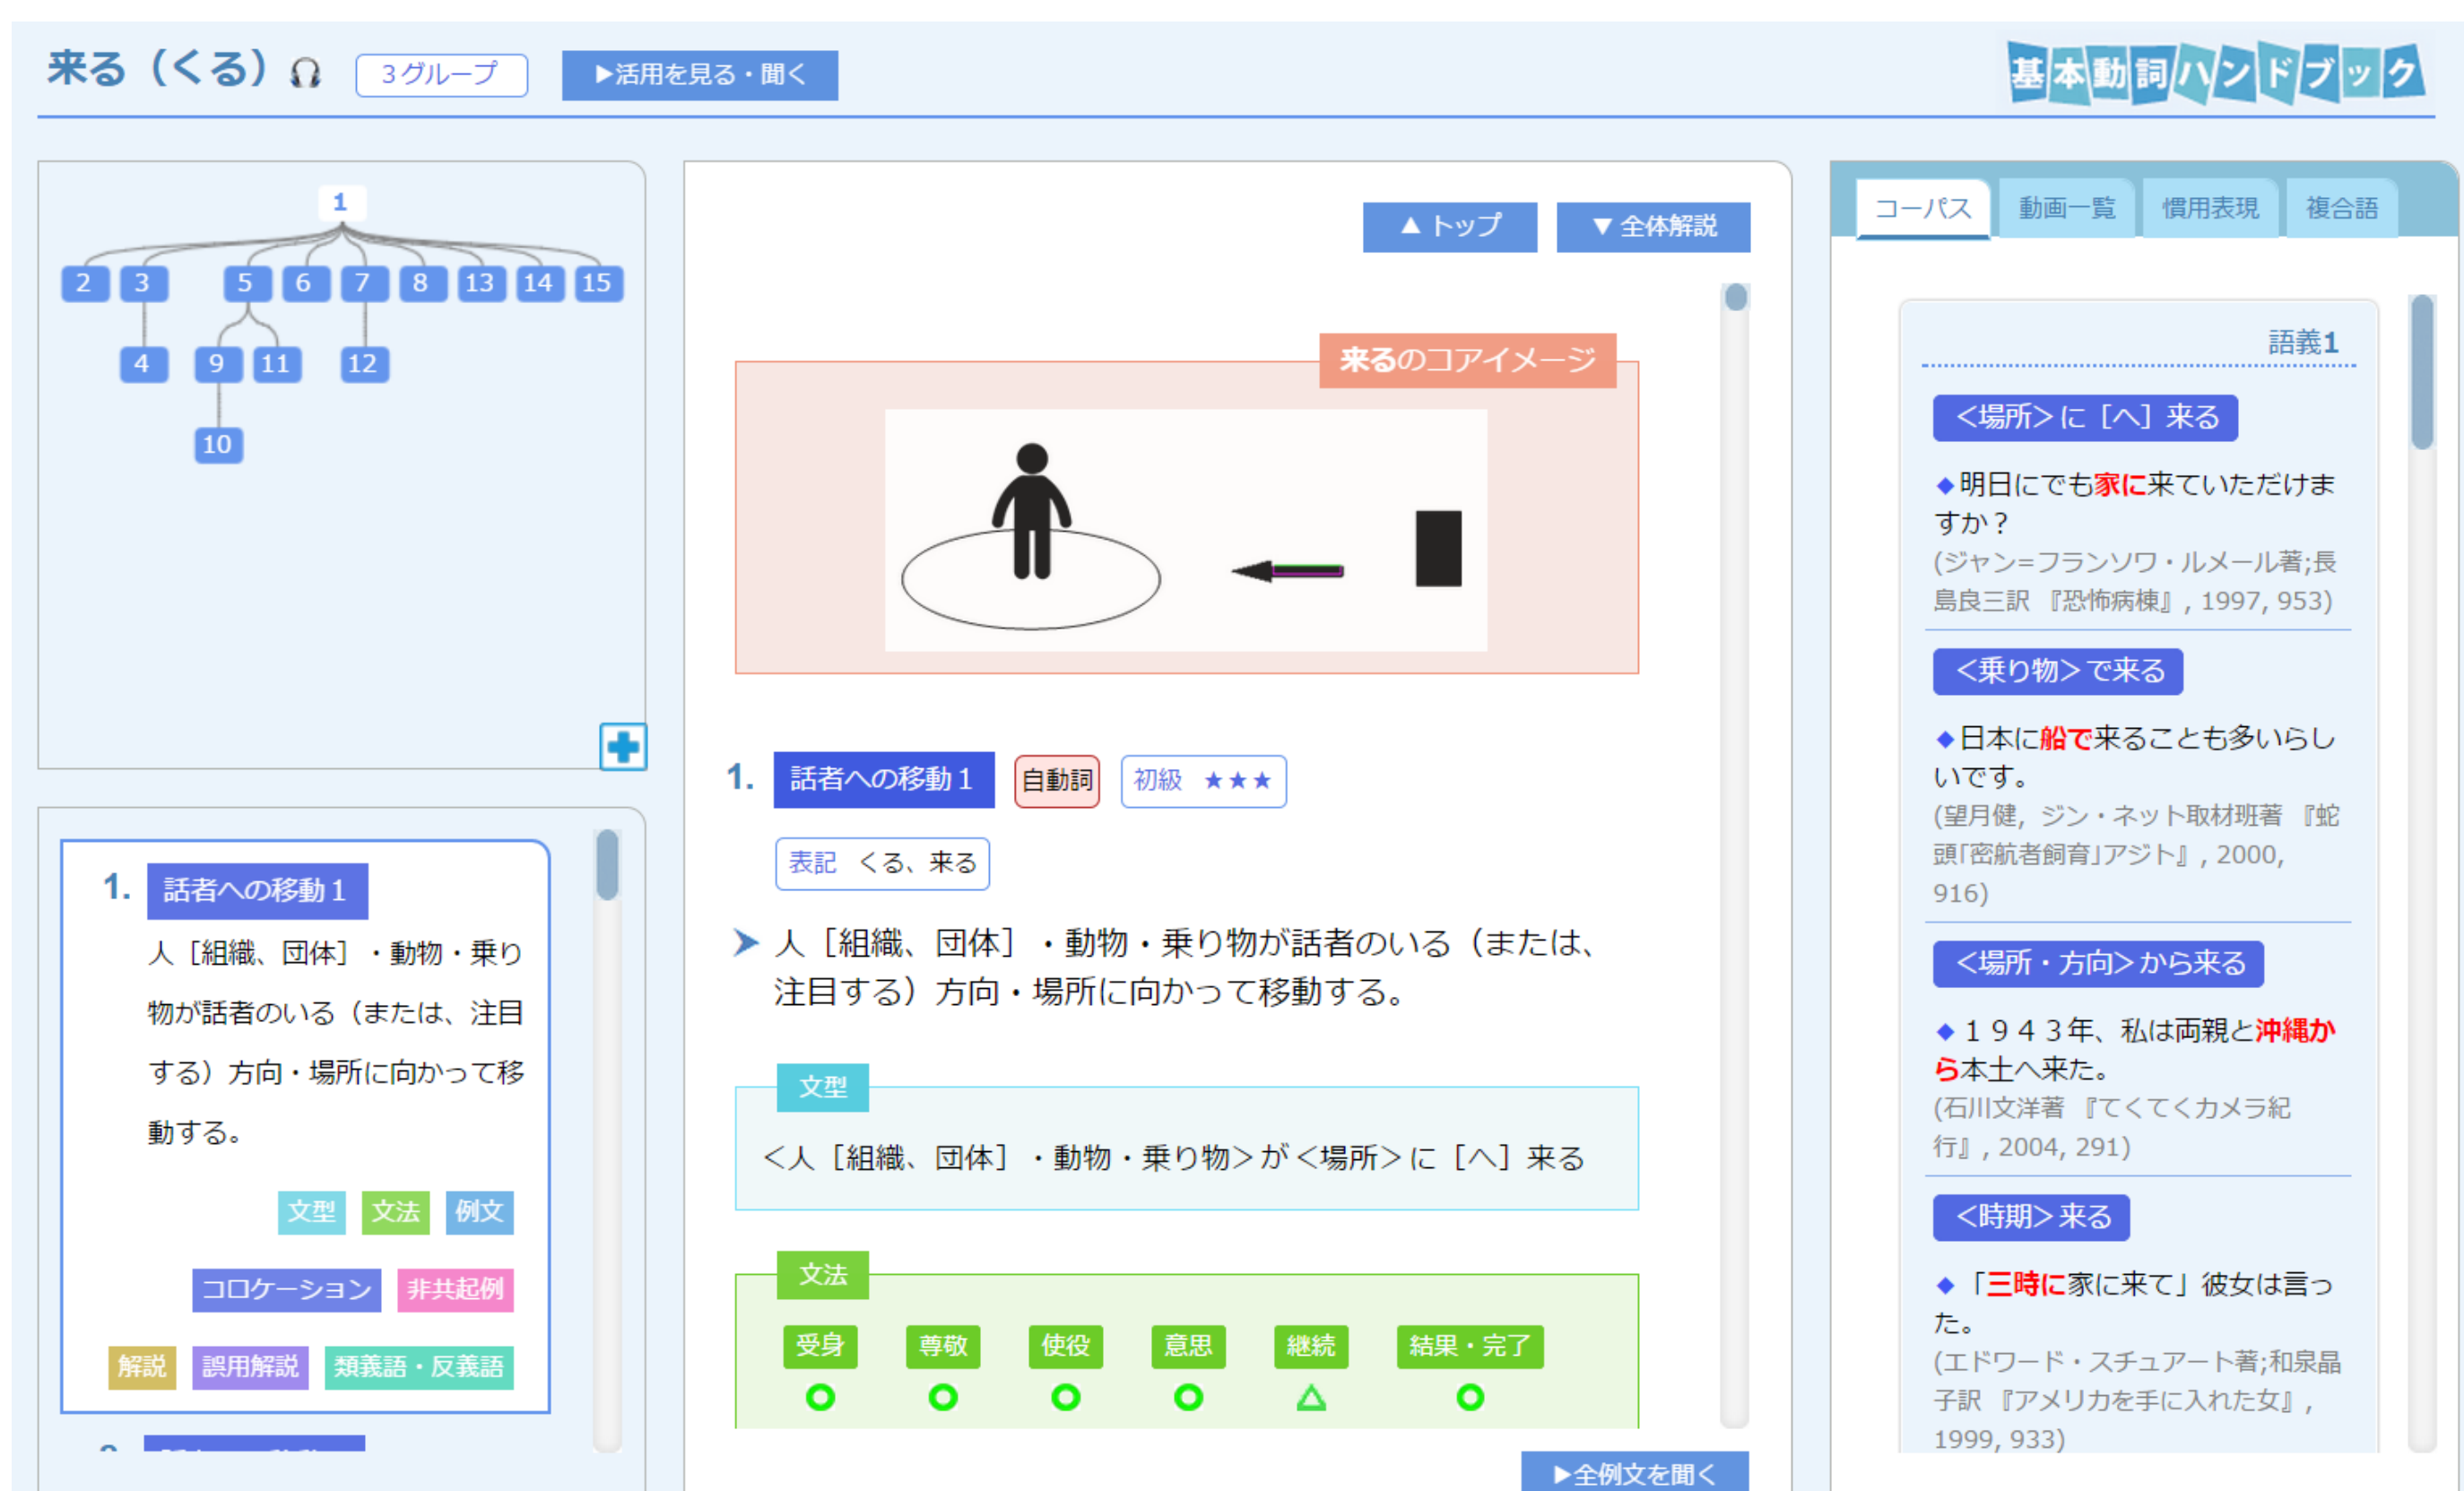 来る（くる）
3グループ
▶活用を見る・聞く
基本動詞ハンドブック
1
2 3 5 6 7 8 13 14 15
4 9 11 12
10
1. 話者への移動１
人［組織、団体］・動物・乗り
物が話者のいる（または、注目
する）方向・場所に向かって移
動する。
文型 文法 例文
コロケーション 非共起例
解説 誤用解説 類義語・反義語
▲ トップ
▼ 全体解説
来るのコアイメージ
1. 話者への移動１ 自動詞 初級 ★★★
表記 くる、来る
➤ 人［組織、団体］・動物・乗り物が話者のいる（または、
注目する）方向・場所に向かって移動する。
文型
＜人［組織、団体］・動物・乗り物＞が＜場所＞に［へ］来る
文法
受身 尊敬 使役 意思 継続 結果・完了
○ ○ ○ ○ △ ○
▶全例文を聞く
コーパス 動画一覧 慣用表現 複合語
語義1
＜場所＞に［へ］来る
◆明日にでも家に来ていただけま
すか？
(ジャン=フランソワ・ルメール著;長
島良三訳 『恐怖病棟』, 1997, 953)
＜乗り物＞で来る
◆日本に船で来ることも多いらし
いです。
(望月健, ジン・ネット取材班著 『蛇
頭｢密航者飼育｣アジト』, 2000,
916)
＜場所・方向＞から来る
◆１９４３年、私は両親と沖縄か
ら本土へ来た。
(石川文洋著 『てくてくカメラ紀
行』, 2004, 291)
＜時期＞来る
◆「三時に家に来て」彼女は言っ
た。
(エドワード・スチュアート著;和泉晶
子訳 『アメリカを手に入れた女』,
1999, 933)